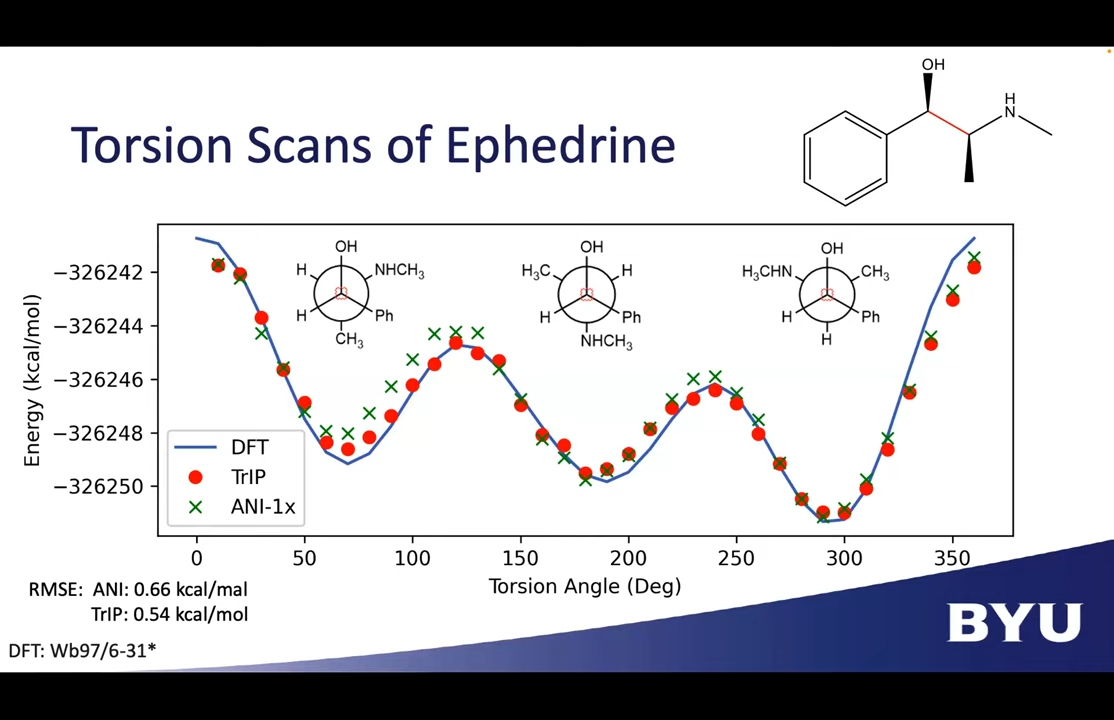 OH
H
N
Torsion Scans of Ephedrine
Energy (kcal/mol)
−326242
−326244
−326246
−326248
−326250
OH
H
NHCH3
H
Ph
CH3
OH
H3C
H
H
Ph
NHCH3
OH
H3CHN
CH3
H
Ph
H
DFT
TrIP
ANI-1x
0 50 100 150 200 250 300 350
Torsion Angle (Deg)
RMSE: ANI: 0.66 kcal/mal
TrIP: 0.54 kcal/mol
DFT: Wb97/6-31*
BYU